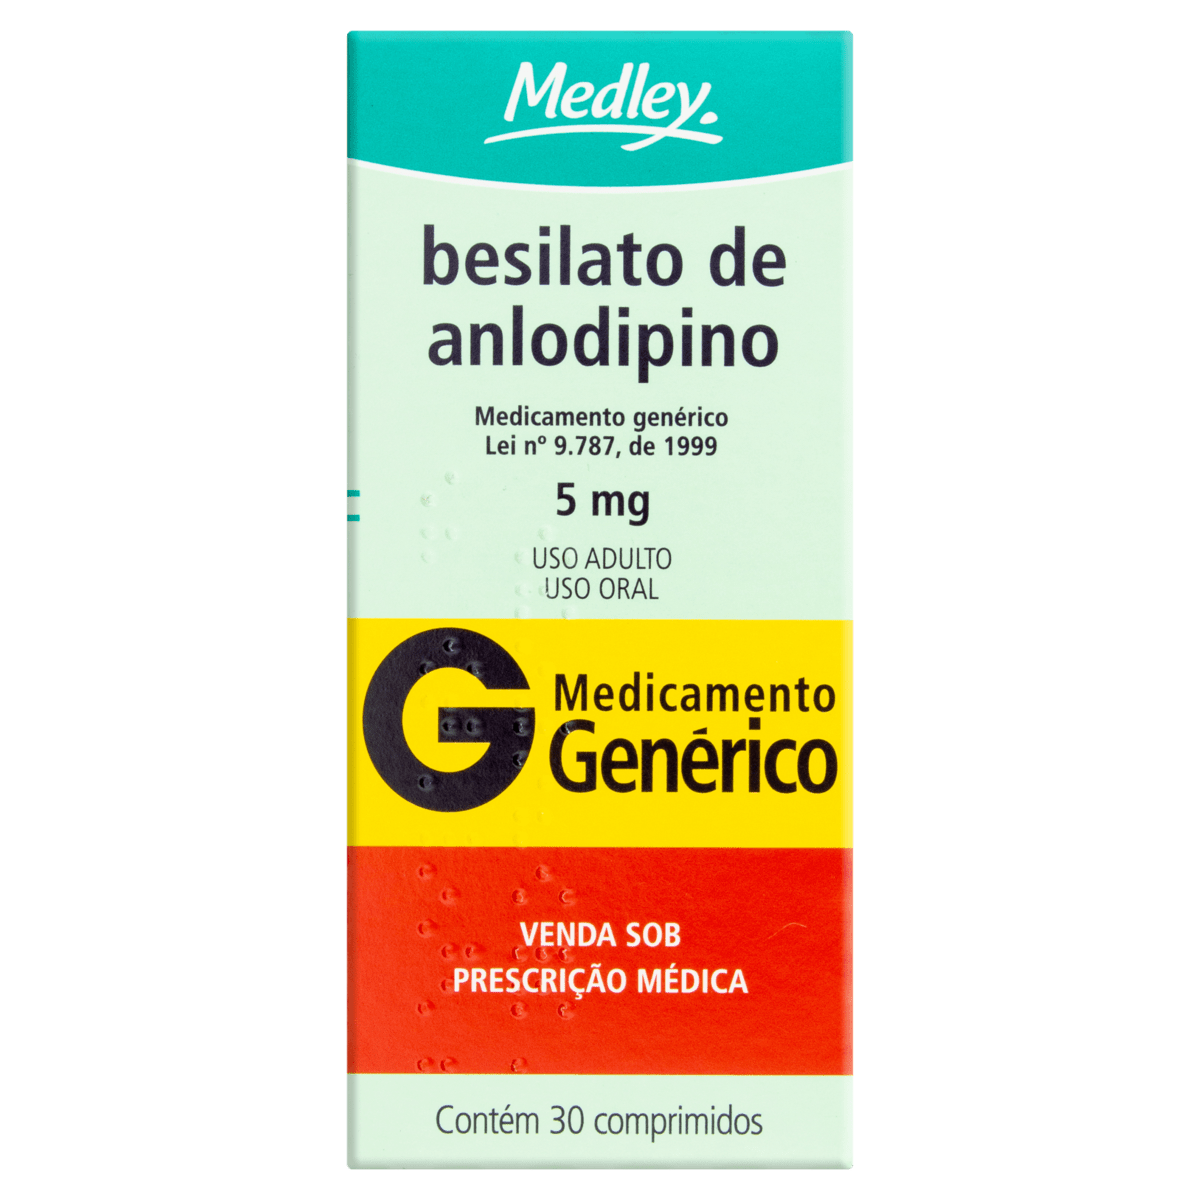 Medley.
besilato de
anlodipino
Medicamento genérico
Lei nº 9.787, de 1999
5 mg
USO ADULTO
USO ORAL
G Medicamento
Genérico
VENDA SOB
PRESCRIÇÃO MÉDICA
Contém 30 comprimidos